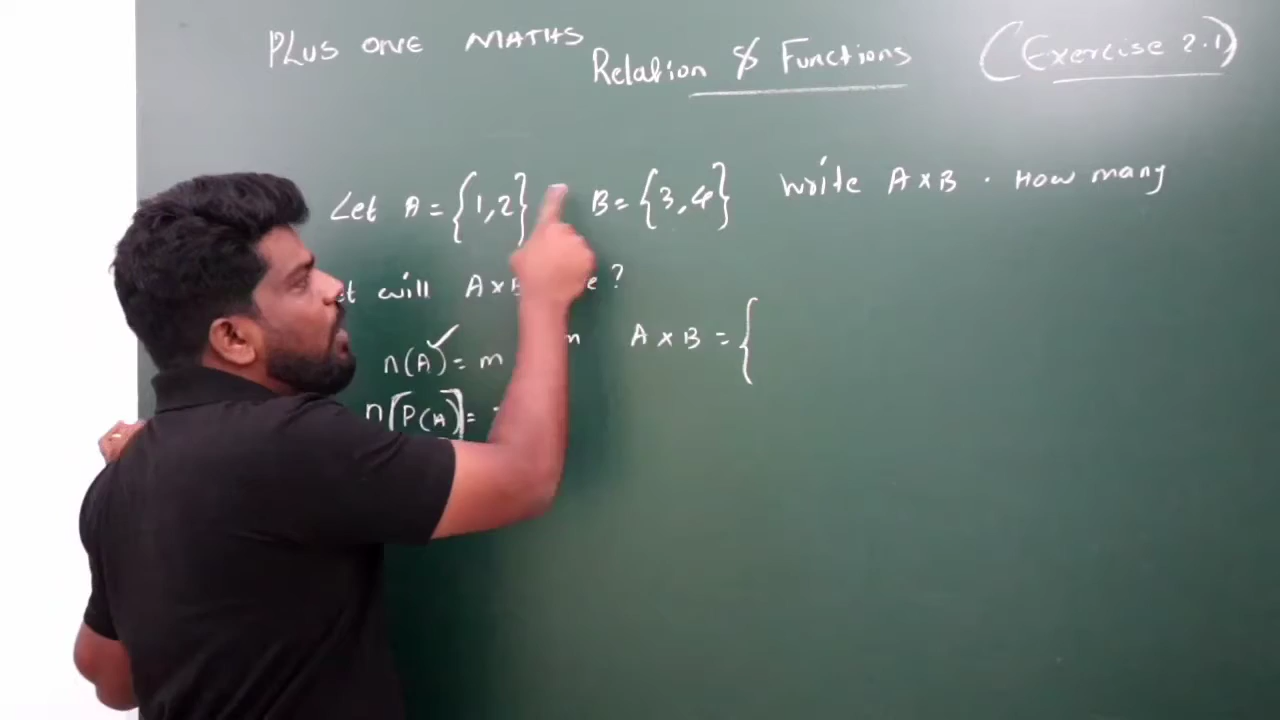 PLUS ONE MATHS
Relation & Functions (Exercise 2.1)
Let A = {1,2} B = {3,4} write A×B . How many
will A×B ?
n(A) = m
n[P(A)] =
A × B = {